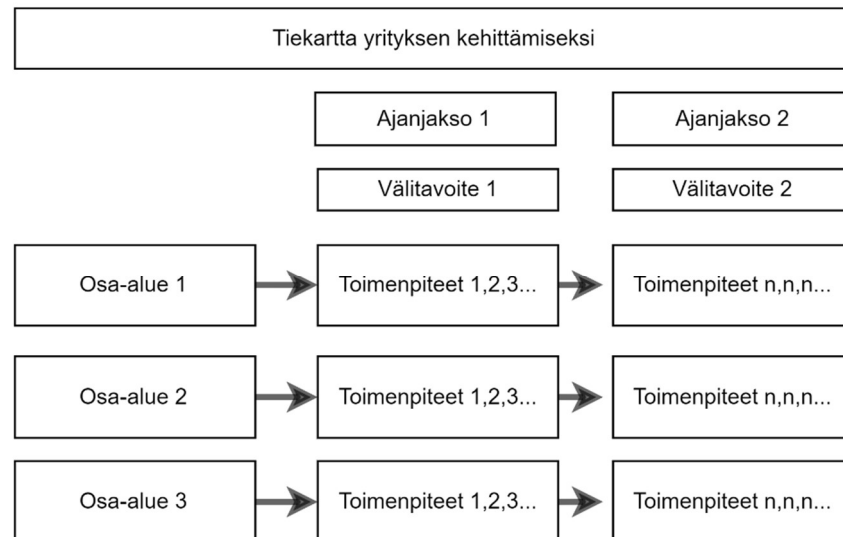 Tiekartta yrityksen kehittämiseksi
Ajanjakso 1 Ajanjakso 2
Välitavoite 1 Välitavoite 2
Osa-alue 1 Toimenpiteet 1,2,3... Toimenpiteet n,n,n...
Osa-alue 2 Toimenpiteet 1,2,3... Toimenpiteet n,n,n...
Osa-alue 3 Toimenpiteet 1,2,3... Toimenpiteet n,n,n...